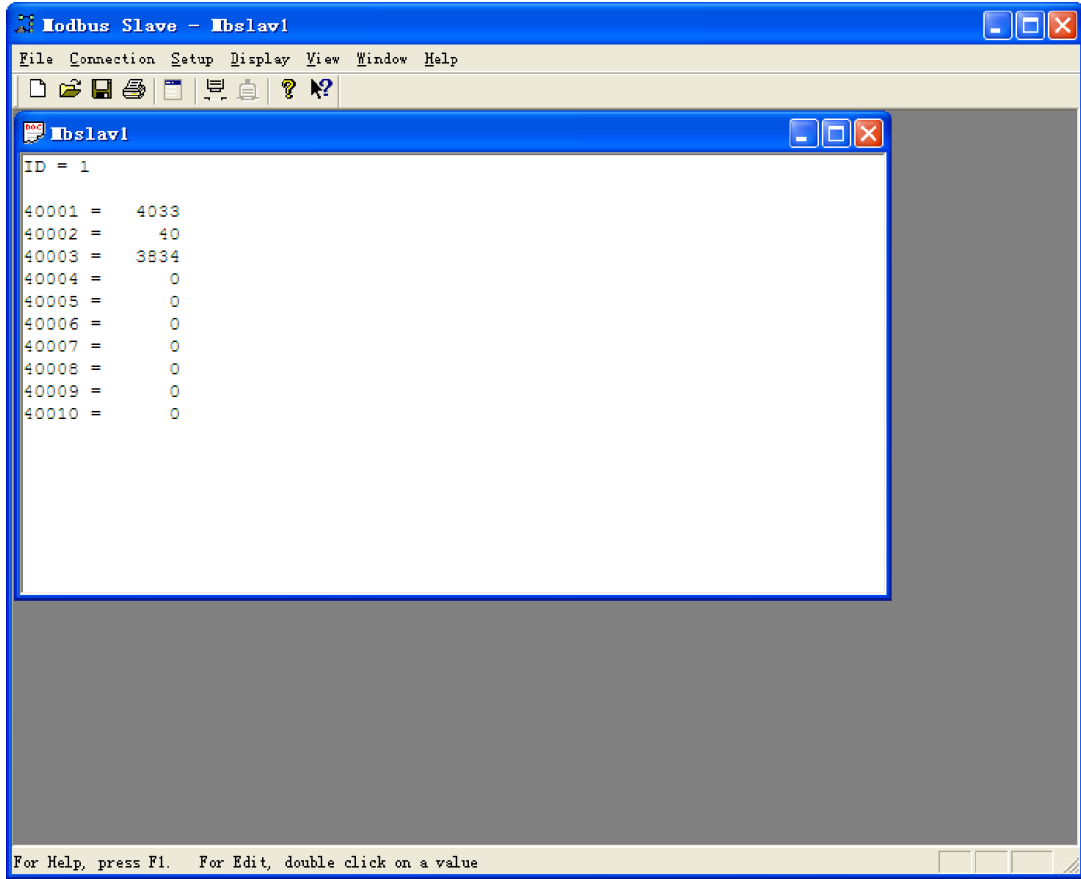 Modbus Slave - Mbslav1
File Connection Setup Display View Window Help
Mbslav1
ID = 1
40001 = 4033
40002 = 40
40003 = 3834
40004 = 0
40005 = 0
40006 = 0
40007 = 0
40008 = 0
40009 = 0
40010 = 0
For Help, press F1. For Edit, double click on a value